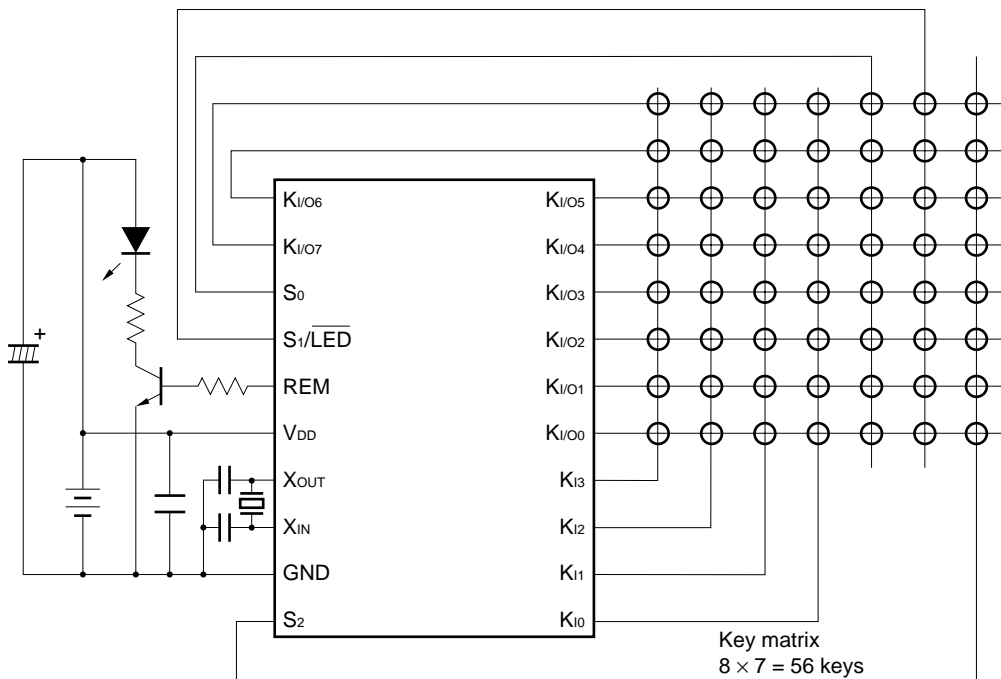 KI/O6 KI/O5
KI/O7 KI/O4
S0 KI/O3
S1/LED KI/O2
+
REM KI/O1
VDD KI/O0
XOUT KI3
XIN KI2
GND KI1
S2 KI0
Key matrix
8 × 7 = 56 keys